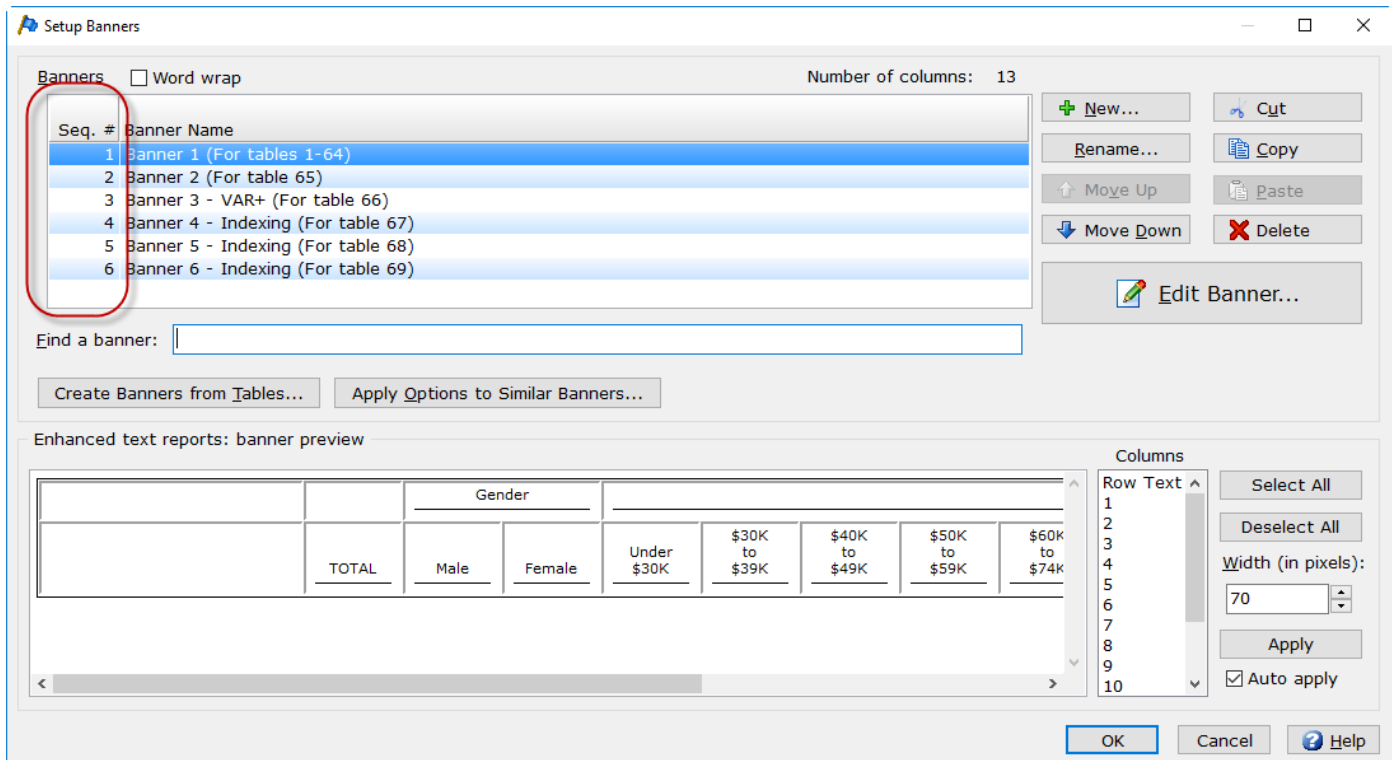 Setup Banners
Banners Word wrap Number of columns: 13
Seq. # Banner Name
1 Banner 1 (For tables 1-64)
2 Banner 2 (For table 65)
3 Banner 3 - VAR+ (For table 66)
4 Banner 4 - Indexing (For table 67)
5 Banner 5 - Indexing (For table 68)
6 Banner 6 - Indexing (For table 69)
New... Cut
Rename... Copy
Move Up Paste
Move Down Delete
Edit Banner...
Find a banner:
Create Banners from Tables... Apply Options to Similar Banners...
Enhanced text reports: banner preview
Gender
TOTAL Male Female
Under
$30K
$30K
to
$39K
$40K
to
$49K
$50K
to
$59K
$60K
to
$74K
Columns
Row Text
1
2
3
4
5
6
7
8
9
10
Select All
Deselect All
Width (in pixels):
70
Apply
Auto apply
OK Cancel Help